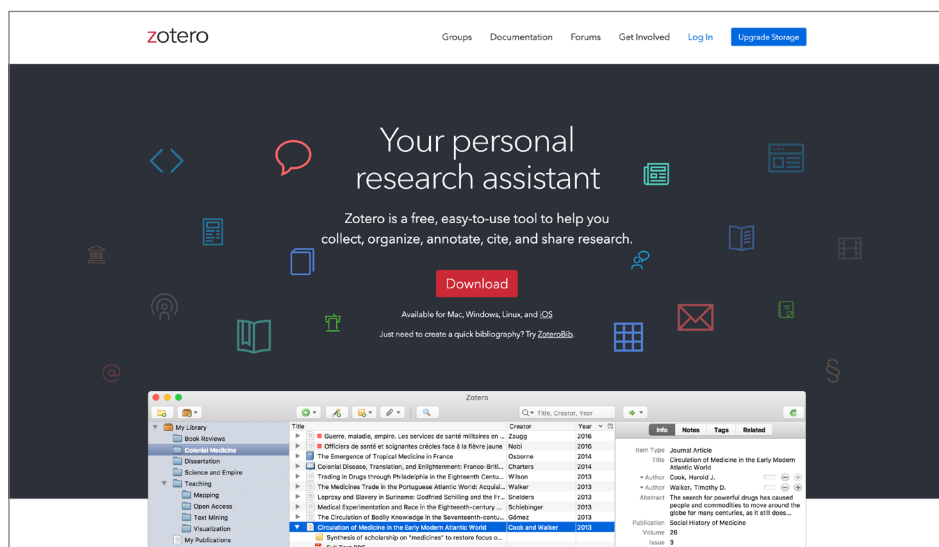 zotero
Groups Documentation Forums Get Involved Log In Upgrade Storage
Your personal
research assistant
Zotero is a free, easy-to-use tool to help you
collect, organize, annotate, cite, and share research.
Download
Available for Mac, Windows, Linux, and iOS
Just need to create a quick bibliography? Try ZoteroBib.
@
§
Zotero
Title, Creator, Year
My Library
Book Reviews
Colonial Medicine
Dissertation
Science and Empire
Teaching
Mapping
Open Access
Text Mining
Visualization
My Publications
Title Creator Year
Guerre, maladie, empire. Les services de santé militaires en ... Zaugg 2016
Officiers de santé et soignantes créoles face à la fièvre jaune Nobi 2016
The Emergence of Tropical Medicine in France Osborne 2014
Colonial Disease, Translation, and Enlightenment: Franco-Briti... Charters 2014
Trading in Drugs through Philadelphia in the Eighteenth Centu... Wilson 2013
The Medicines Trade in the Portuguese Atlantic World: Acquisi... Walker 2013
Leprosy and Slavery in Suriname: Godfried Schilling and the Fr... Snelders 2013
Medical Experimentation and Race in the Eighteenth-century ... Schiebinger 2013
The Circulation of Bodily Knowledge in the Seventeenth-centu... Gómez 2013
Circulation of Medicine in the Early Modern Atlantic World Cook and Walker 2013
Synthesis of scholarship on "medicines" to restore focus o...
Info Notes Tags Related
Item Type Journal Article
Title Circulation of Medicine in the Early Modern
Atlantic World
Author Cook, Harold J.
Author Walker, Timothy D.
Abstract The search for powerful drugs has caused
people and commodities to move around the
globe for many centuries, as it still does...
Publication Social History of Medicine
Volume 26
Issue 3